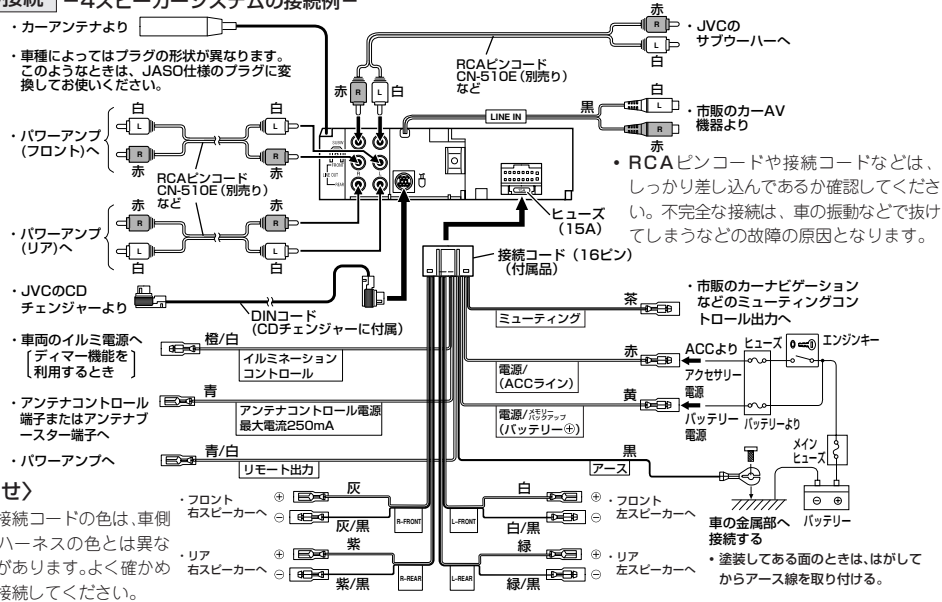 接続 −4スピーカーシステムの接続例−
・カーアンテナより
・車種によってはプラグの形状が異なります。
このようなときは、JASO仕様のプラグに変
換してお使いください。
赤
R
L
白
・JVCの
サブウーハーへ
RCAピンコード
CN-510E(別売り)
など
赤 R L 白
黒
LINE IN
白
L
R
赤
・市販のカーAV
機器より
・パワーアンプ
(フロント)へ
白 白
L L
R R
赤 赤
RCAピンコード
CN-510E(別売り)
など
FRONT
LINE OUT
REAR
R L
・パワーアンプ
(リア)へ
赤 赤
R R
L L
白 白
• RCAピンコードや接続コードなどは、
しっかり差し込んであるか確認してくださ
い。不完全な接続は、車の振動などで抜け
てしまうなどの故障の原因となります。
ヒューズ
(15A)
接続コード(16ピン)
(付属品)
・JVCのCD
チェンジャーより
DINコード
(CDチェンジャーに付属)
茶
ミューティング
・市販のカーナビゲーション
などのミューティングコン
トロール出力へ
・車両のイルミ電源へ
ディマー機能を
利用するとき
橙/白
イルミネーション
コントロール
赤
電源/
(ACCライン)
ACCより
アクセサリー
電源
ヒューズ
エンジンキー
・アンテナコントロール
端子またはアンテナブ
ースター端子へ
青
アンテナコントロール電源
最大電流250mA
黄
電源/メモリーバックアップ
(バッテリー⊕)
バッテリー
電源
バッテリーより
・パワーアンプへ
青/白
リモート出力
黒
アース
メイン
ヒューズ
⊖ ⊕
バッテリー
車の金属部へ
接続する
• 塗装してある面のときは、はがして
からアース線を取り付ける。
せ〉
接続コードの色は、車側
ハーネスの色とは異な
があります。よく確かめ
接続してください。
・フロント
右スピーカーへ
⊕ 灰
⊖ 灰/黒
R-FRONT
・リア
右スピーカーへ
⊕ 紫
⊖ 紫/黒
R-REAR
L-FRONT
白 ⊕
白/黒 ⊖
・フロント
左スピーカーへ
L-REAR
緑 ⊕
緑/黒 ⊖
・リア
左スピーカーへ